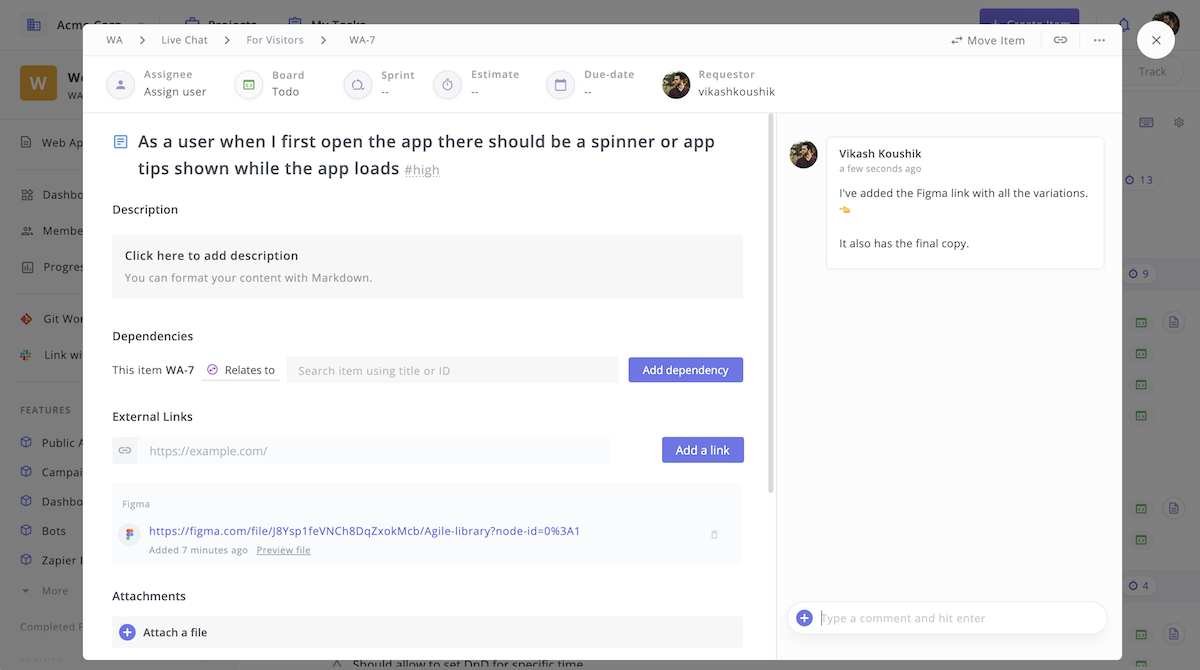 Acme Corp
Projects
My Tasks
Create Item
WA
Live Chat
For Visitors
WA-7
Move Item
W
We
WA
Track
Assignee
Assign user
Board
Todo
Sprint
--
Estimate
--
Due-date
--
Requestor
vikashkoushik
Web Ap
Dashbo
Membe
Progres
Git Wor
Link wi
FEATURES
Public A
Campai
Dashbo
Bots
Zapier I
More
Completed F
As a user when I first open the app there should be a spinner or app
tips shown while the app loads #high
Description
Click here to add description
You can format your content with Markdown.
Dependencies
This item WA-7 Relates to
Search item using title or ID
Add dependency
External Links
https://example.com/
Add a link
Figma
https://figma.com/file/J8Ysp1feVNCh8DqZxokMcb/Agile-library?node-id=0%3A1
Added 7 minutes ago Preview file
Attachments
Attach a file
Should allow to set DnD for specific time
Vikash Koushik
a few seconds ago
I've added the Figma link with all the variations.
👈
It also has the final copy.
Type a comment and hit enter
13
9
4